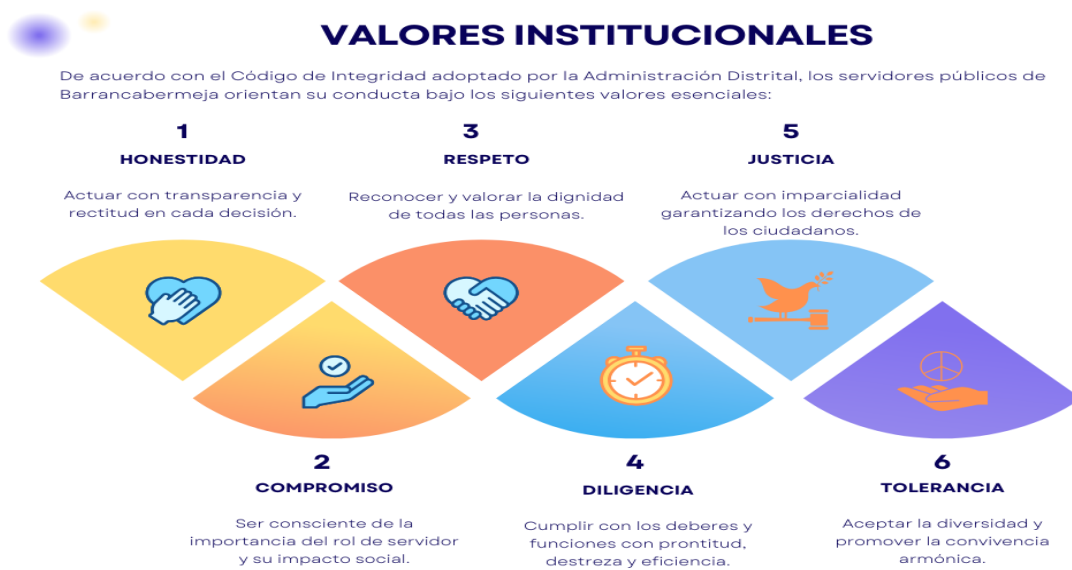 VALORES INSTITUCIONALES
De acuerdo con el Código de Integridad adoptado por la Administración Distrital, los servidores públicos de
Barrancabermeja orientan su conducta bajo los siguientes valores esenciales:
1
HONESTIDAD
Actuar con transparencia y
rectitud en cada decisión.
2
COMPROMISO
Ser consciente de la
importancia del rol de servidor
y su impacto social.
3
RESPETO
Reconocer y valorar la dignidad
de todas las personas.
4
DILIGENCIA
Cumplir con los deberes y
funciones con prontitud,
destreza y eficiencia.
5
JUSTICIA
Actuar con imparcialidad
garantizando los derechos de
los ciudadanos.
6
TOLERANCIA
Aceptar la diversidad y
promover la convivencia
armónica.